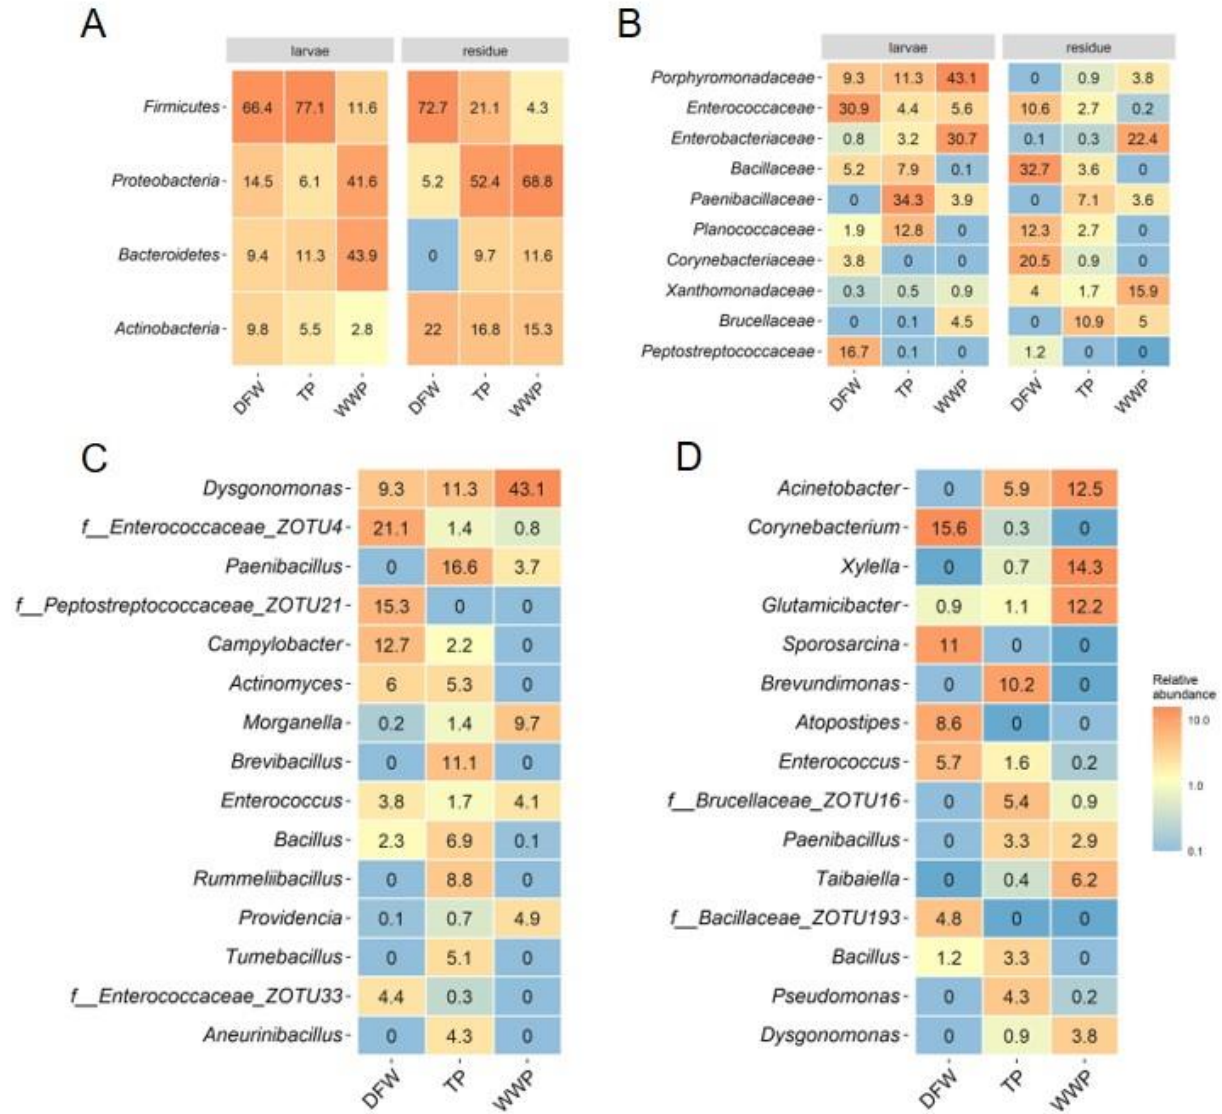 A
larvae residue
Firmicutes 66.4 77.1 11.6 72.7 21.1 4.3
Proteobacteria 14.5 6.1 41.6 5.2 52.4 68.8
Bacteroidetes 9.4 11.3 43.9 0 9.7 11.6
Actinobacteria 9.8 5.5 2.8 22 16.8 15.3
DFW TP WWP DFW TP WWP
B
larvae residue
Porphyromonadaceae 9.3 11.3 43.1 0 0.9 3.8
Enterococcaceae 30.9 4.4 5.6 10.6 2.7 0.2
Enterobacteriaceae 0.8 3.2 30.7 0.1 0.3 22.4
Bacillaceae 5.2 7.9 0.1 32.7 3.6 0
Paenibacillaceae 0 34.3 3.9 0 7.1 3.6
Planococcaceae 1.9 12.8 0 12.3 2.7 0
Corynebacteriaceae 3.8 0 0 20.5 0.9 0
Xanthomonadaceae 0.3 0.5 0.9 4 1.7 15.9
Brucellaceae 0 0.1 4.5 0 10.9 5
Peptostreptococcaceae 16.7 0.1 0 1.2 0 0
DFW TP WWP DFW TP WWP
C
Dysgonomonas 9.3 11.3 43.1
f__Enterococcaceae_ZOTU4 21.1 1.4 0.8
Paenibacillus 0 16.6 3.7
f__Peptostreptococcaceae_ZOTU21 15.3 0 0
Campylobacter 12.7 2.2 0
Actinomyces 6 5.3 0
Morganella 0.2 1.4 9.7
Brevibacillus 0 11.1 0
Enterococcus 3.8 1.7 4.1
Bacillus 2.3 6.9 0.1
Rummeliibacillus 0 8.8 0
Providencia 0.1 0.7 4.9
Tumebacillus 0 5.1 0
f__Enterococcaceae_ZOTU33 4.4 0.3 0
Aneurinibacillus 0 4.3 0
DFW TP WWP
D
Acinetobacter 0 5.9 12.5
Corynebacterium 15.6 0.3 0
Xylella 0 0.7 14.3
Glutamicibacter 0.9 1.1 12.2
Sporosarcina 11 0 0
Brevundimonas 0 10.2 0
Atopostipes 8.6 0 0
Enterococcus 5.7 1.6 0.2
f__Brucellaceae_ZOTU16 0 5.4 0.9
Paenibacillus 0 3.3 2.9
Taibaiella 0 0.4 6.2
f__Bacillaceae_ZOTU193 4.8 0 0
Bacillus 1.2 3.3 0
Pseudomonas 0 4.3 0.2
Dysgonomonas 0 0.9 3.8
DFW TP WWP
Relative
abundance
10.0
1.0
0.1